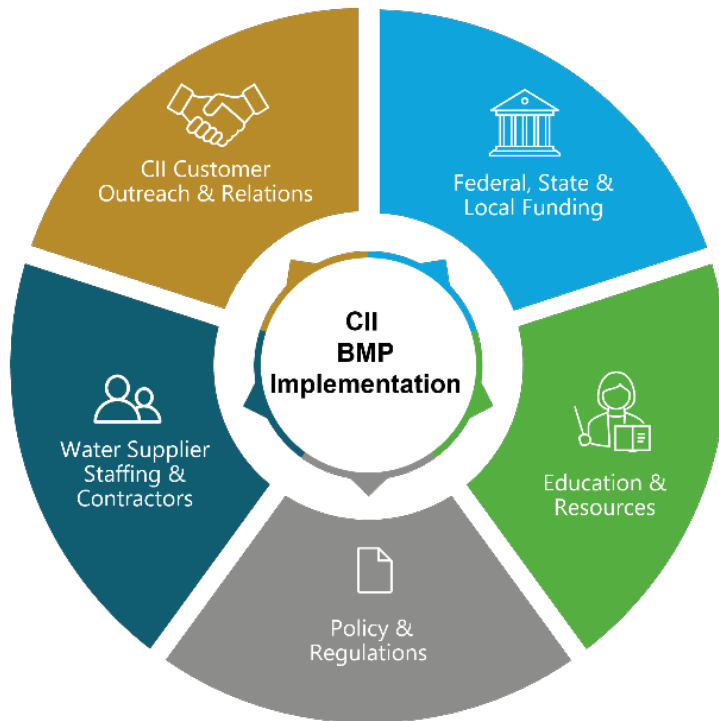 CII Customer
Outreach & Relations
Federal, State &
Local Funding
CII
BMP
Implementation
Water Supplier
Staffing &
Contractors
Education &
Resources
Policy &
Regulations